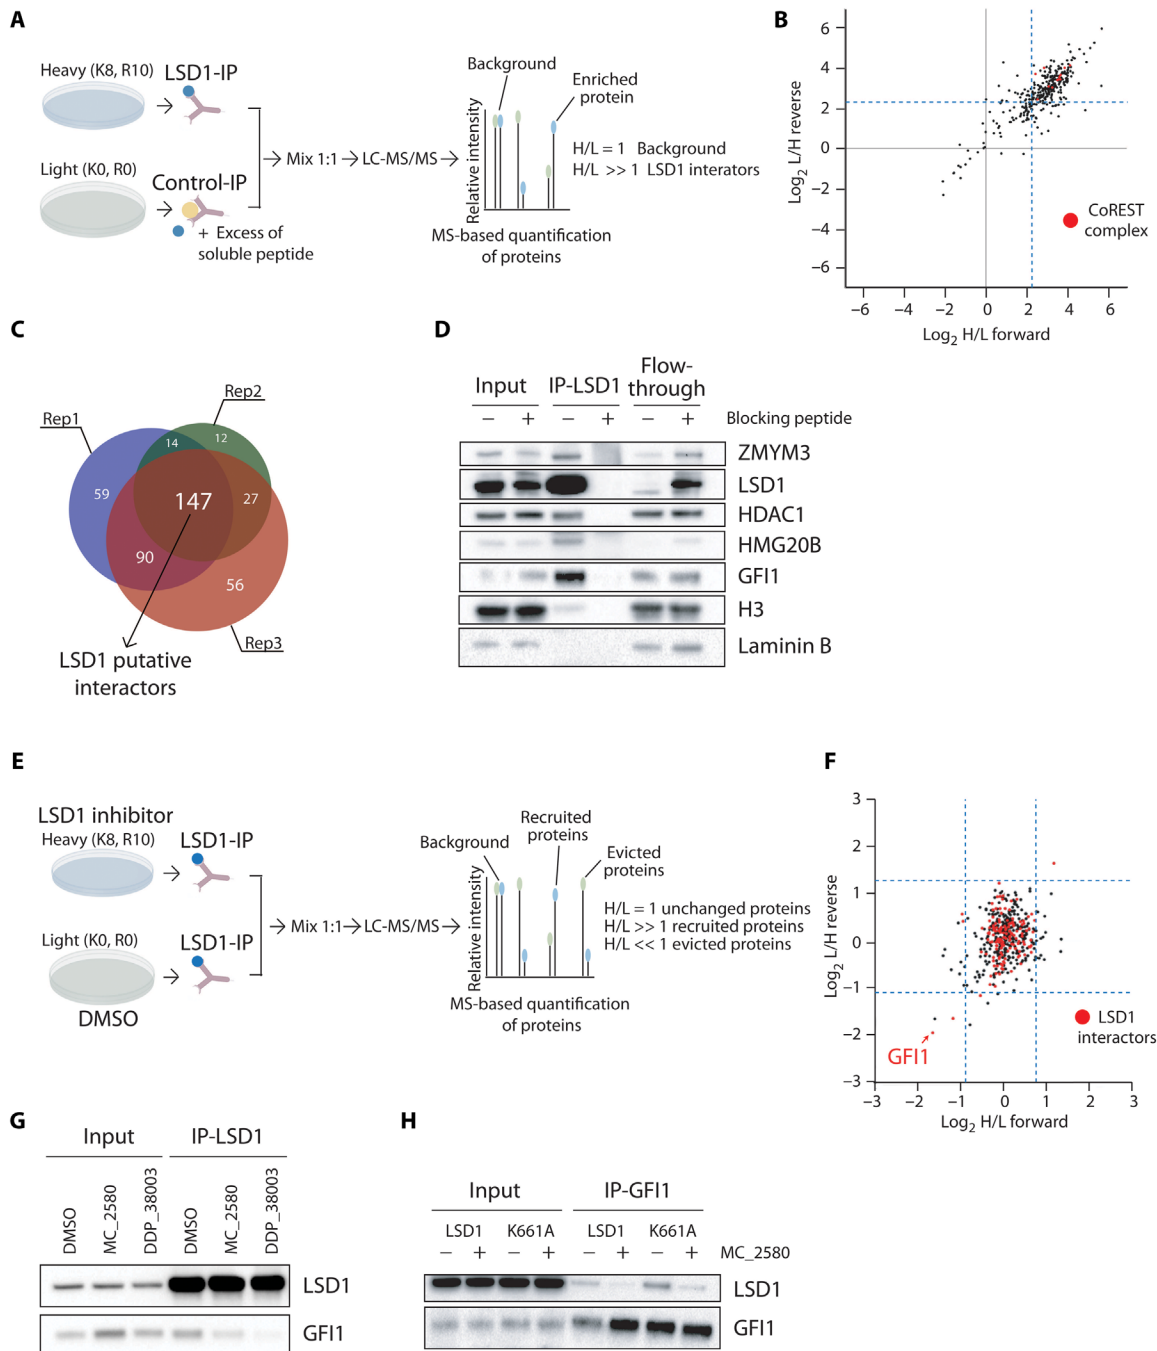 A
Heavy (K8, R10)
LSD1-IP
Light (K0, R0)
Control-IP
+ Excess of
soluble peptide
Mix 1:1
LC-MS/MS
Background
Enriched
protein
Relative intensity
H/L = 1 Background
H/L >> 1 LSD1 interators
MS-based quantification
of proteins
B
Log2 L/H reverse
6
4
2
0
−2
−4
−6
−6
−4
−2
0
2
4
6
Log2 H/L forward
CoREST
complex
C
Rep1
Rep2
14
12
59
147
27
90
56
Rep3
LSD1 putative
interactors
D
Input
IP-LSD1
Flow-
through
− + − + − + Blocking peptide
ZMYM3
LSD1
HDAC1
HMG20B
GFI1
H3
Laminin B
E
LSD1 inhibitor
Heavy (K8, R10)
LSD1-IP
Light (K0, R0)
LSD1-IP
DMSO
Mix 1:1
LC-MS/MS
Background
Recruited
proteins
Evicted
proteins
Relative intensity
H/L = 1 unchanged proteins
H/L >> 1 recruited proteins
H/L << 1 evicted proteins
MS-based quantification
of proteins
F
Log2 L/H reverse
3
2
1
0
−1
−2
−3
−3
−2
−1
0
1
2
3
Log2 H/L forward
GFI1
LSD1
interactors
G
Input
IP-LSD1
DMSO
MC_2580
DDP_38003
DMSO
MC_2580
DDP_38003
LSD1
GFI1
H
Input
IP-GFI1
LSD1 K661A LSD1 K661A
− + − + − + − + MC_2580
LSD1
GFI1